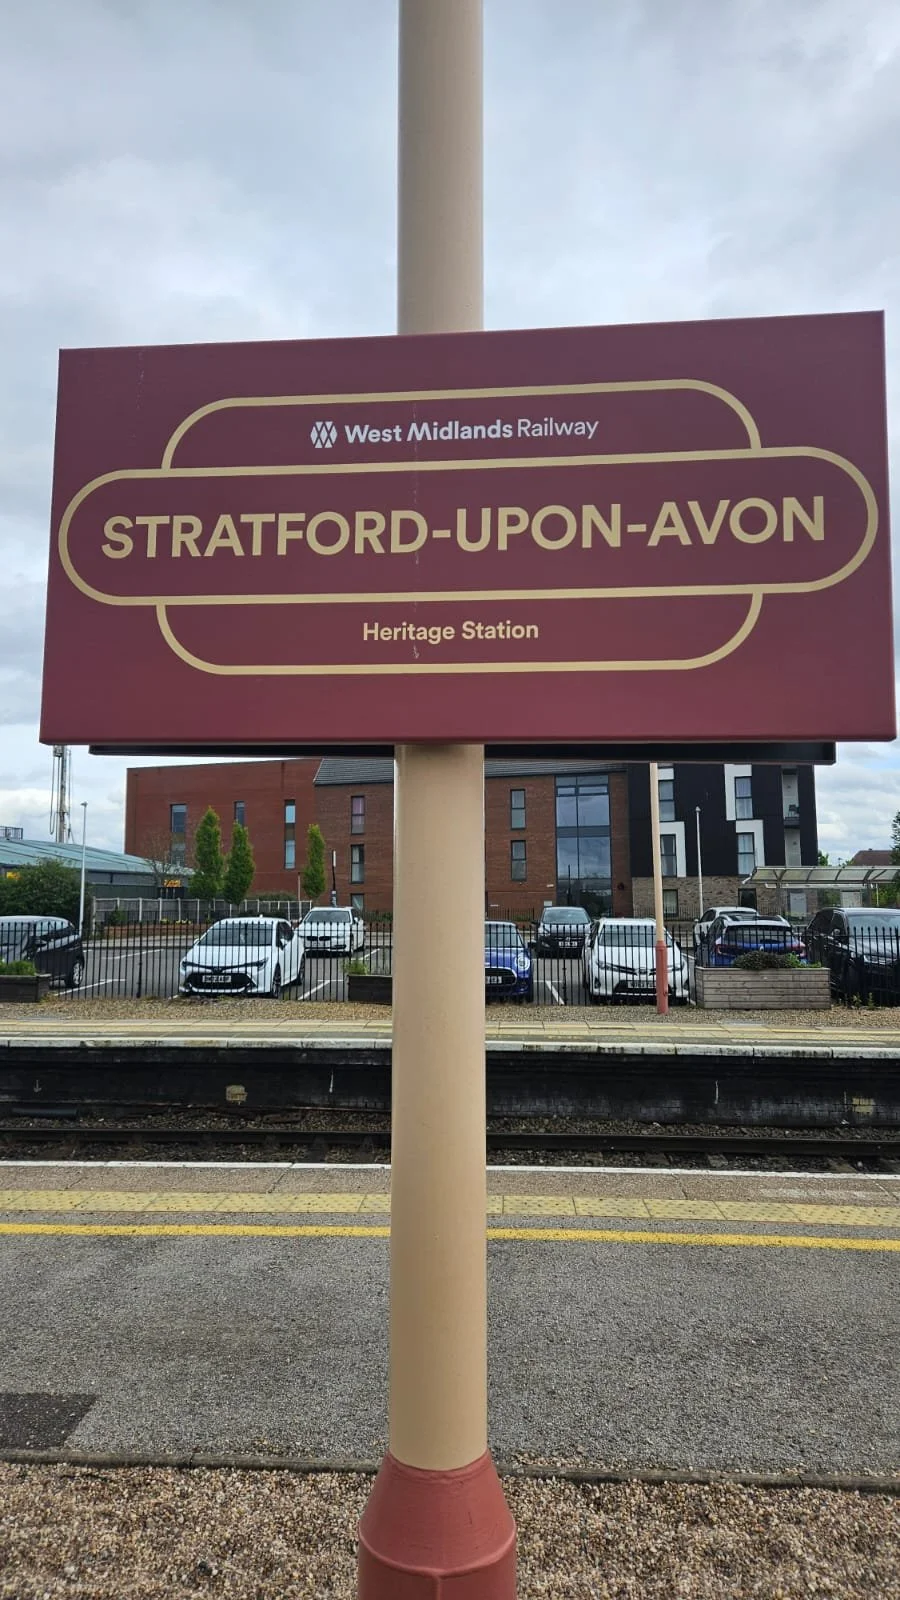 West Midlands Railway
STRATFORD-UPON-AVON
Heritage Station